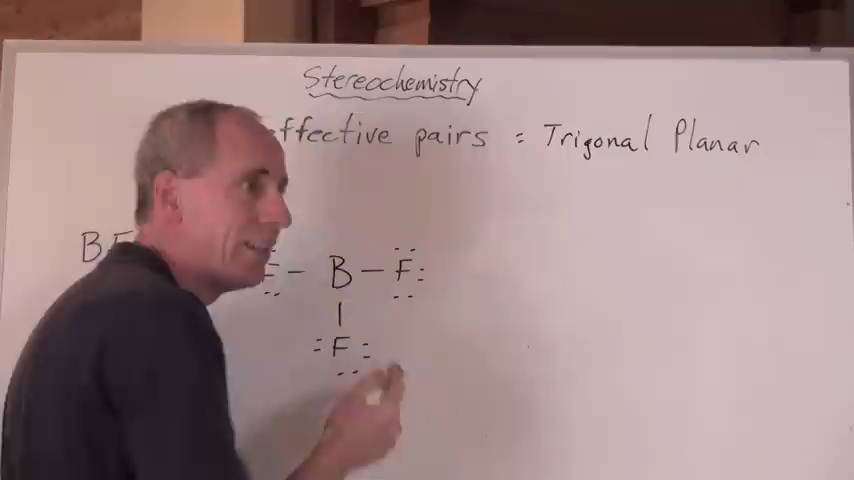 Stereochemistry
effective pairs = Trigonal Planar
BF
F - B - F
F